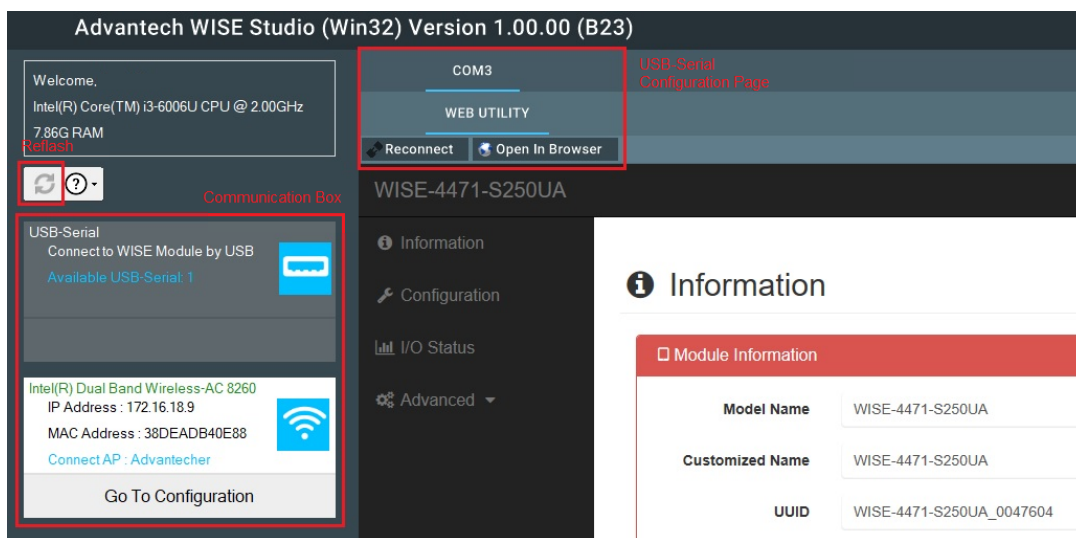 Advantech WISE Studio (Win32) Version 1.00.00 (B23)
Welcome,
Intel(R) Core(TM) i3-6006U CPU @ 2.00GHz
7.86G RAM
Reflash
?
Communication Box
USB-Serial
Connect to WISE Module by USB
Available USB-Serial: 1
Intel(R) Dual Band Wireless-AC 8260
IP Address : 172.16.18.9
MAC Address : 38DEADB40E88
Connect AP : Advantecher
Go To Configuration
COM3
USB-Serial
Configuration Page
WEB UTILITY
Reconnect Open In Browser
WISE-4471-S250UA
Information
Configuration
I/O Status
Advanced
Information
Module Information
Model Name WISE-4471-S250UA
Customized Name WISE-4471-S250UA
UUID WISE-4471-S250UA_0047604